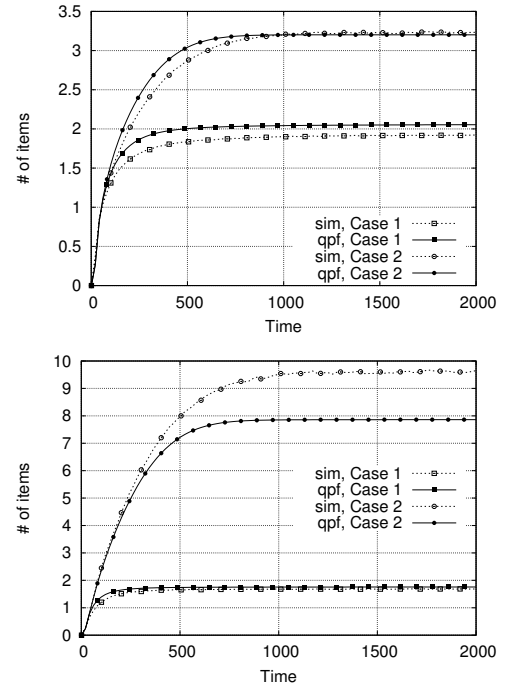 3.5
3
2.5
2
1.5
1
0.5
0
# of items
sim, Case 1
qpf, Case 1
sim, Case 2
qpf, Case 2
0 500 1000 1500 2000
Time
10
9
8
7
6
5
4
3
2
1
0
# of items
sim, Case 1
qpf, Case 1
sim, Case 2
qpf, Case 2
0 500 1000 1500 2000
Time